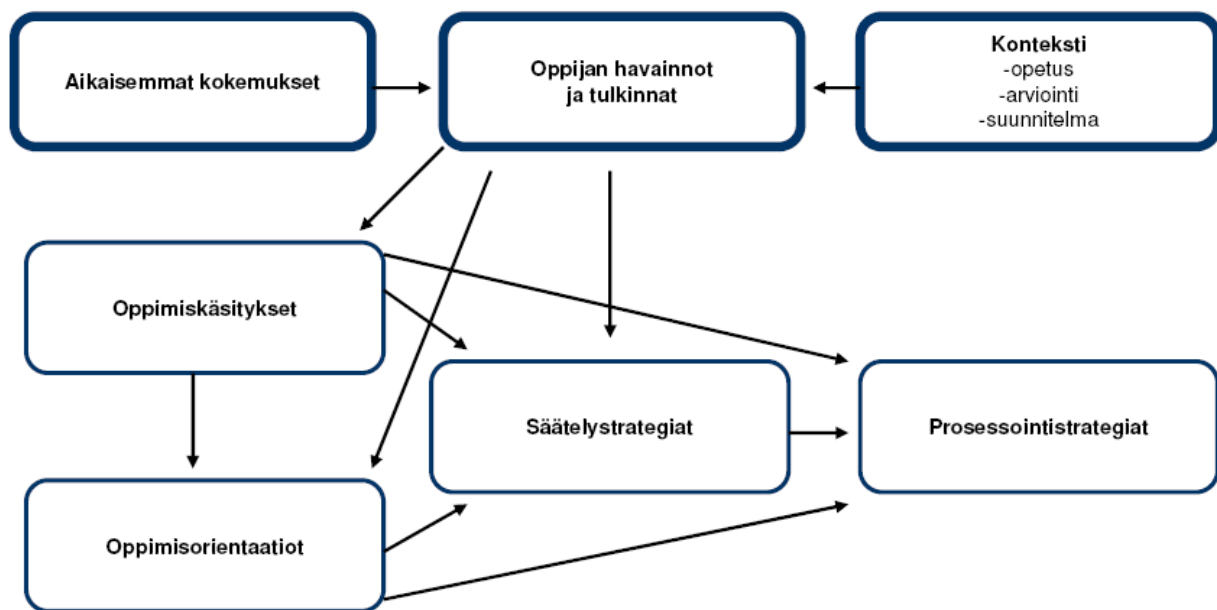 Aikaisemmat kokemukset
Oppijan havainnot
ja tulkinnat
Konteksti
-opetus
-arviointi
-suunnitelma
Oppimiskäsitykset
Säätelystrategiat
Prosessointistrategiat
Oppimisorientaatiot